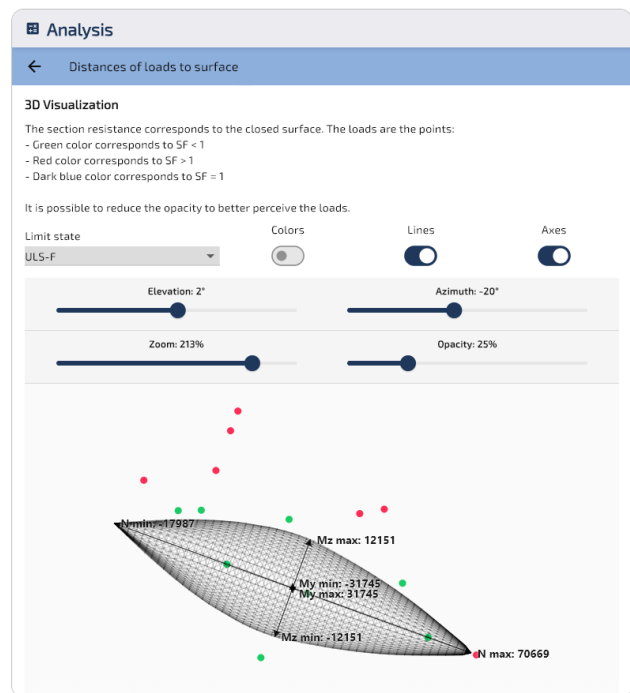 Analysis
Distances of loads to surface
3D Visualization
The section resistance corresponds to the closed surface. The loads are the points:
- Green color corresponds to SF < 1
- Red color corresponds to SF > 1
- Dark blue color corresponds to SF = 1
It is possible to reduce the opacity to better perceive the loads.
Limit state
Colors
Lines
Axes
ULS-F
Elevation: 2°
Azimuth: -20°
Zoom: 213%
Opacity: 25%
N min: -17987
Mz max: 12151
My min: -31745
My max: 31745
Mz min: -12151
N max: 70669